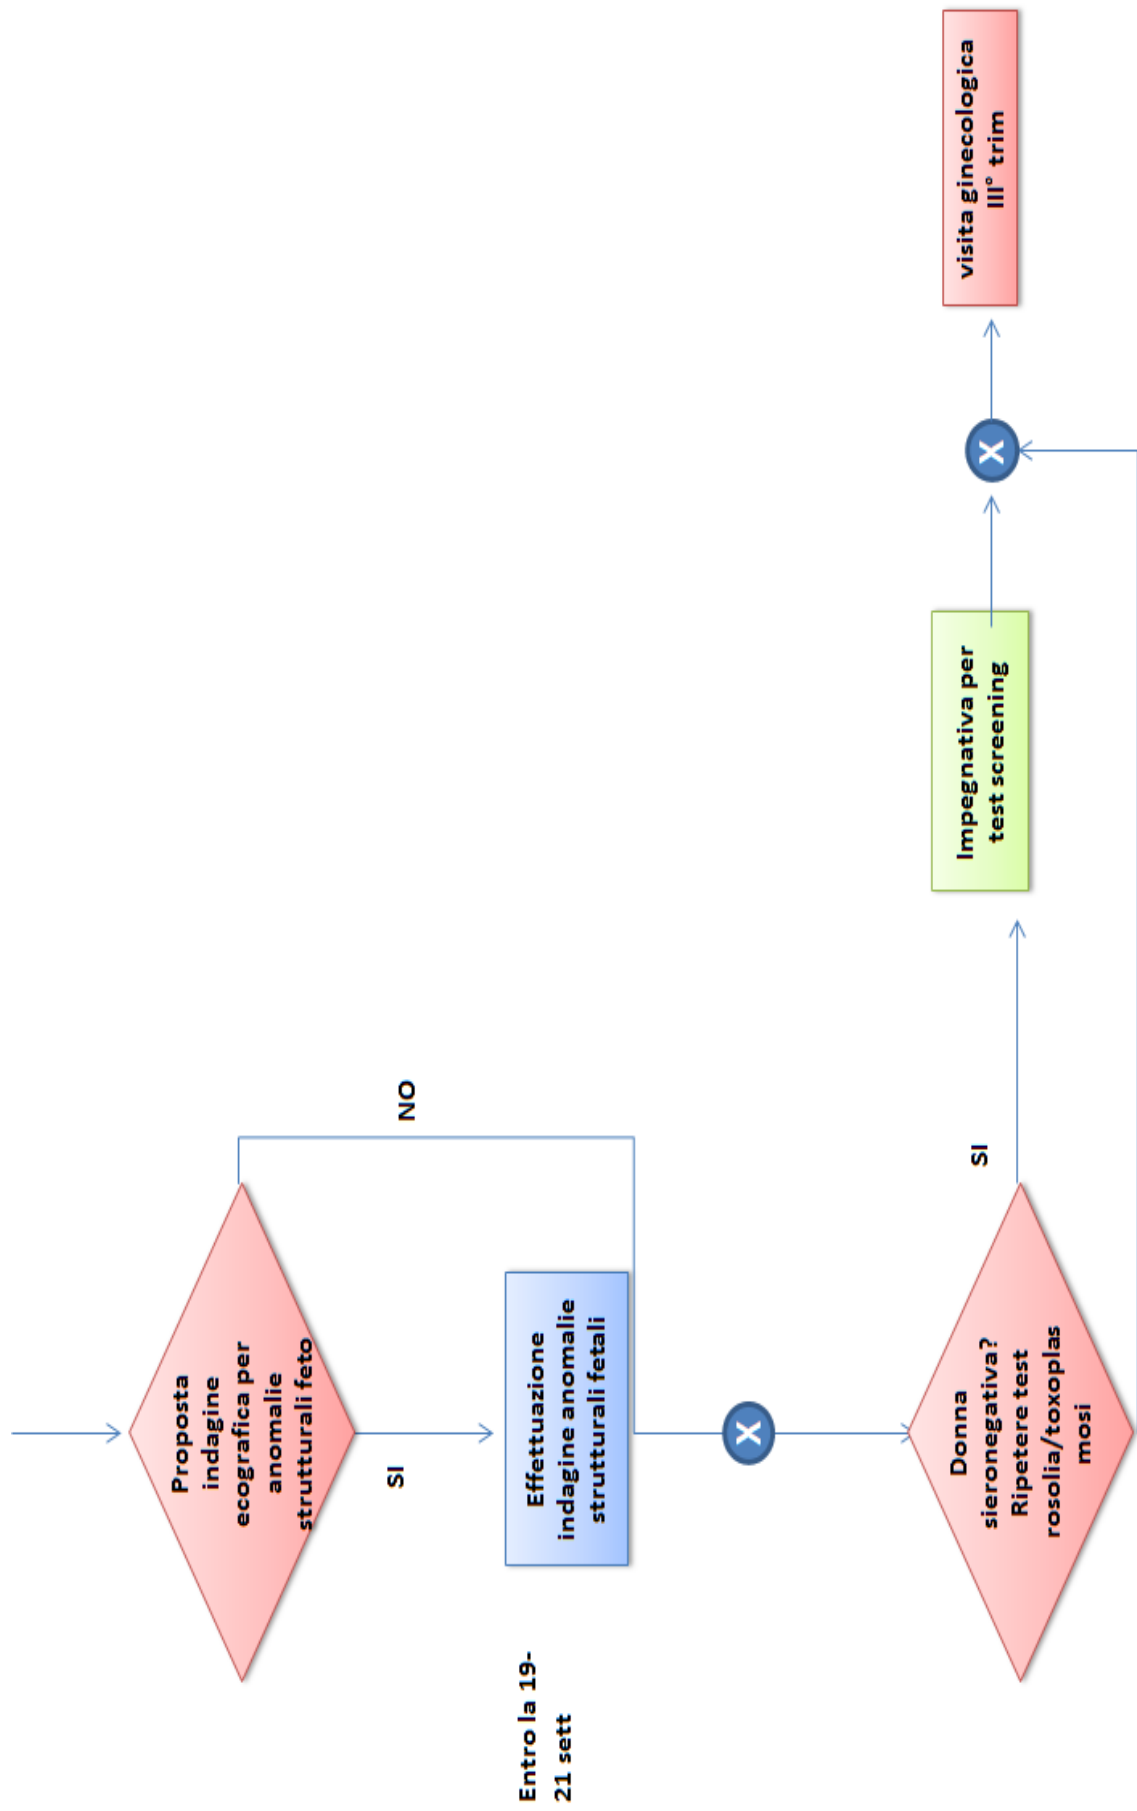 Proposta
indagine
ecografica per
anomalie
strutturali feto
NO
SI
Entro la 19-
21 sett
Effettuazione
indagine anomalie
strutturali fetali
X
Donna
sieronegativa?
Ripetere test
rosolia/toxoplas
mosi
SI
Impegnativa per
test screening
X
visita ginecologica
III° trim